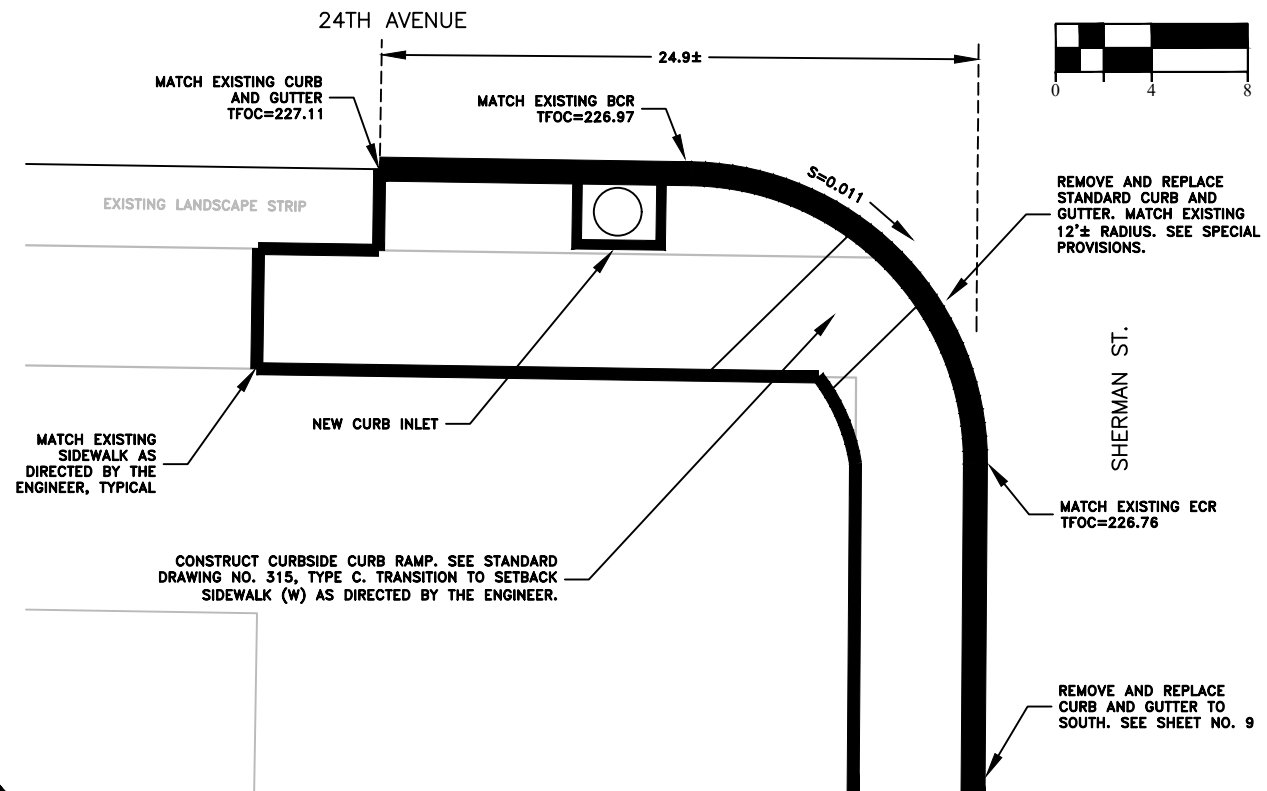 24TH AVENUE
24.9±
0 4 8
MATCH EXISTING CURB
AND GUTTER
TFOC=227.11
MATCH EXISTING BCR
TFOC=226.97
S=0.011
REMOVE AND REPLACE
STANDARD CURB AND
GUTTER. MATCH EXISTING
12'± RADIUS. SEE SPECIAL
PROVISIONS.
EXISTING LANDSCAPE STRIP
SHERMAN ST.
NEW CURB INLET
MATCH EXISTING
SIDEWALK AS
DIRECTED BY THE
ENGINEER, TYPICAL
MATCH EXISTING ECR
TFOC=226.76
CONSTRUCT CURBSIDE CURB RAMP. SEE STANDARD
DRAWING NO. 315, TYPE C. TRANSITION TO SETBACK
SIDEWALK (W) AS DIRECTED BY THE ENGINEER.
REMOVE AND REPLACE
CURB AND GUTTER TO
SOUTH. SEE SHEET NO. 9